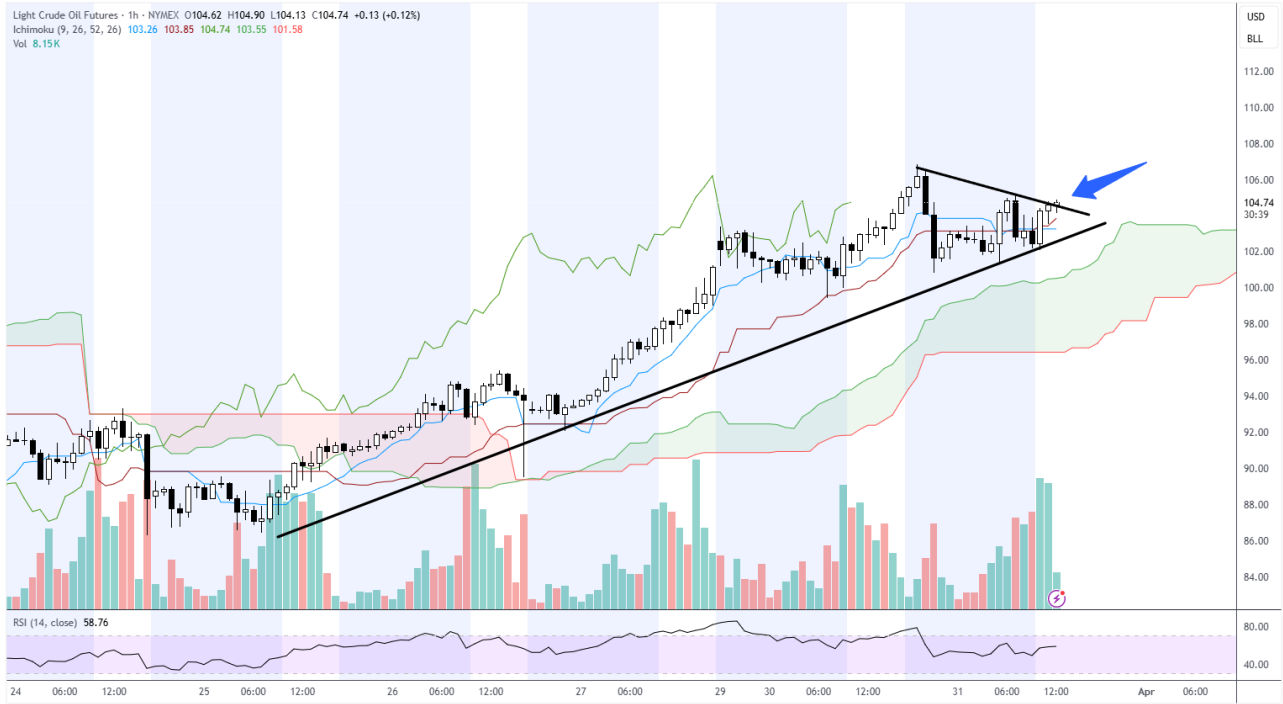 Light Crude Oil Futures · 1h · NYMEX O104.62 H104.90 L104.13 C104.74 +0.13 (+0.12%)
Ichimoku (9, 26, 52, 26) 103.26 103.85 104.74 103.55 101.58
Vol 8.15K
USD
BLL
112.00
110.00
108.00
106.00
104.74
30:39
102.00
100.00
98.00
96.00
94.00
92.00
90.00
88.00
86.00
84.00
RSI (14, close) 58.76
80.00
40.00
24 06:00 12:00 25 06:00 12:00 26 06:00 12:00 27 06:00 29 30 06:00 12:00 31 06:00 12:00 Apr 06:00